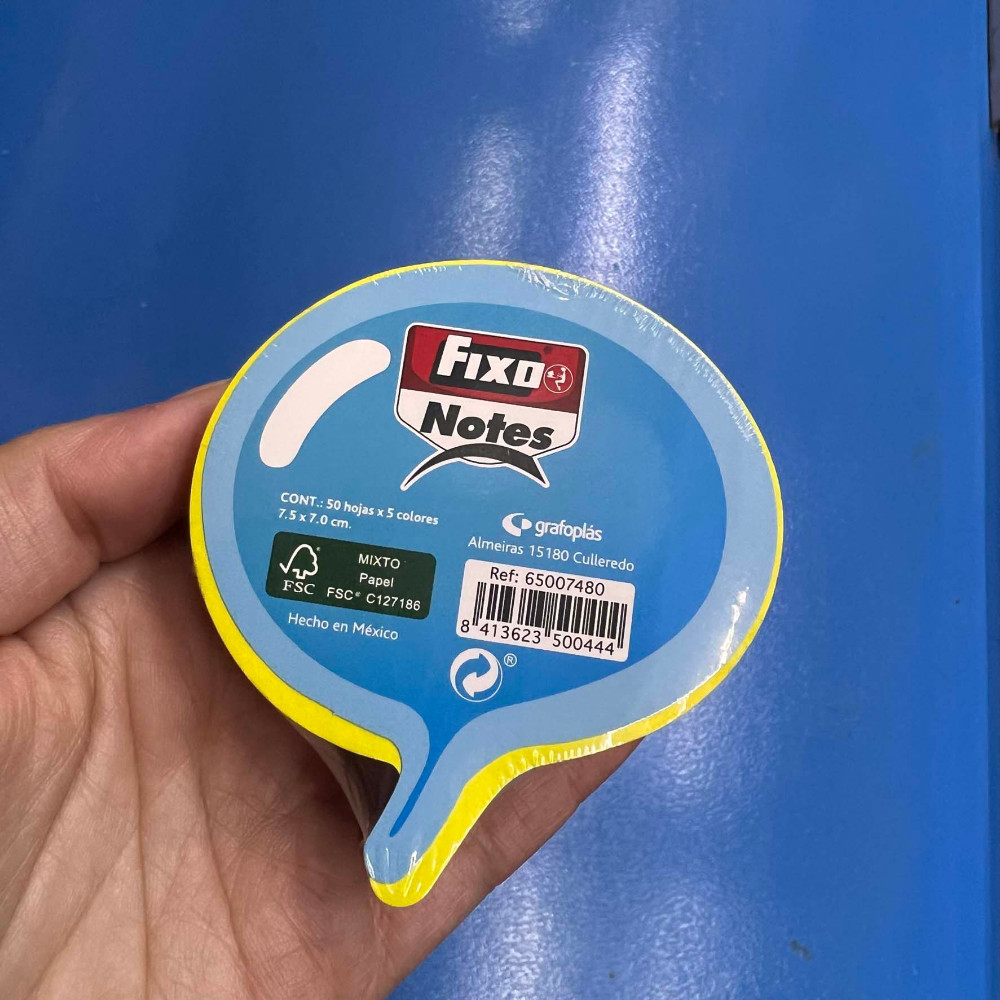 Fixo
Notes
CONT.: 50 hojas x 5 colores
7.5 x 7.0 cm.
FSC
MIXTO
Papel
FSC® C127186
Hecho en México
grafoplás
Almeiras 15180 Culleredo
Ref: 65007480
8 413623 500444
®